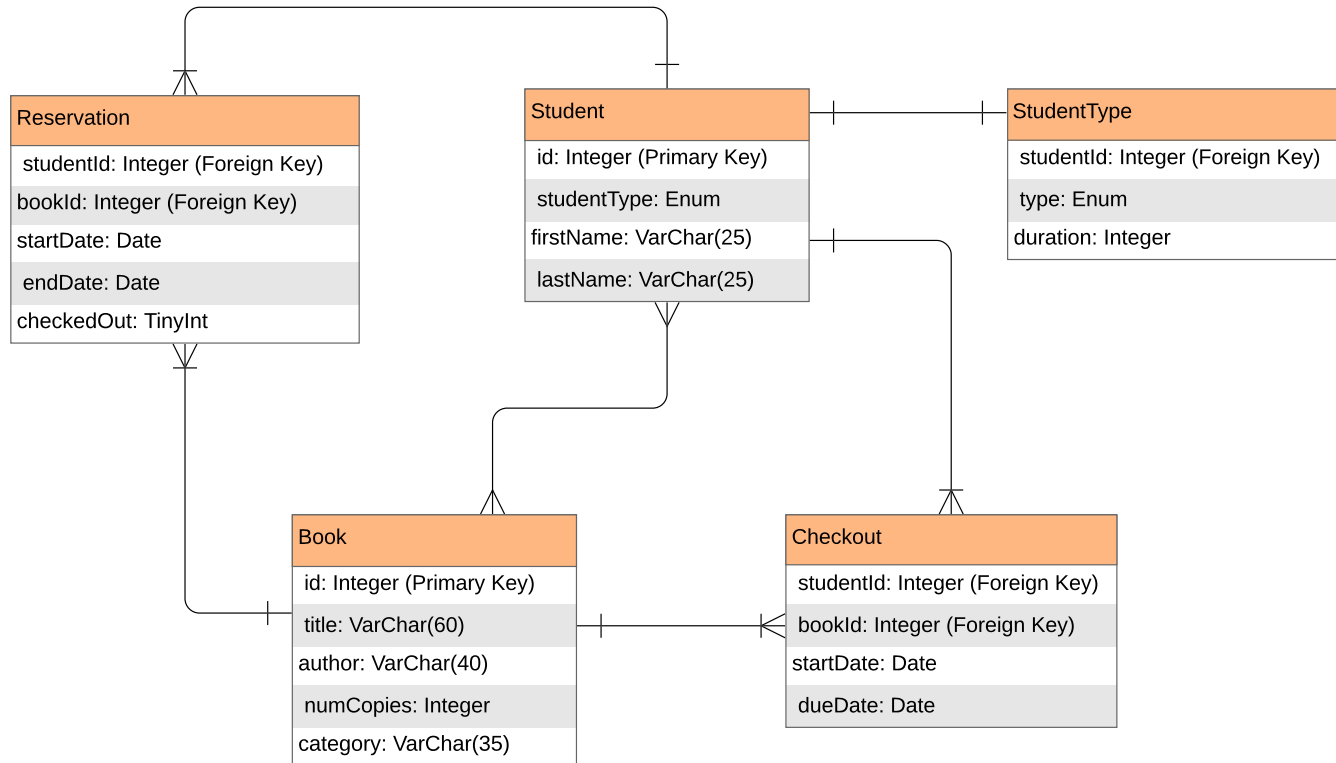 Reservation
studentId: Integer (Foreign Key)
bookId: Integer (Foreign Key)
startDate: Date
endDate: Date
checkedOut: TinyInt
Student
id: Integer (Primary Key)
studentType: Enum
firstName: VarChar(25)
lastName: VarChar(25)
StudentType
studentId: Integer (Foreign Key)
type: Enum
duration: Integer
Book
id: Integer (Primary Key)
title: VarChar(60)
author: VarChar(40)
numCopies: Integer
category: VarChar(35)
Checkout
studentId: Integer (Foreign Key)
bookId: Integer (Foreign Key)
startDate: Date
dueDate: Date